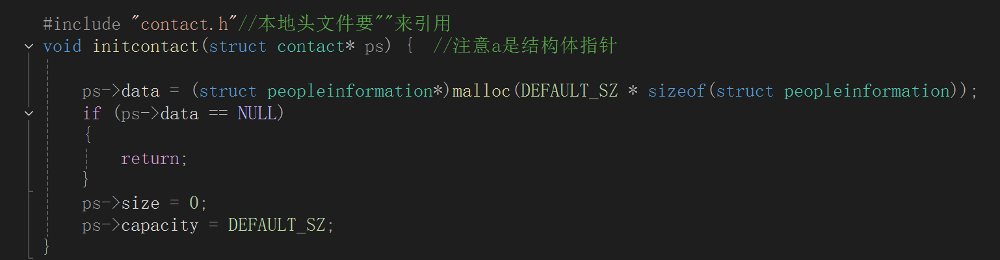 #include "contact.h"//本地头文件要""来引用
void initcontact(struct contact* ps) {  //注意a是结构体指针
ps->data = (struct peopleinformation*)malloc(DEFAULT_SZ * sizeof(struct peopleinformation));
if (ps->data == NULL)
{
return;
}
ps->size = 0;
ps->capacity = DEFAULT_SZ;
}